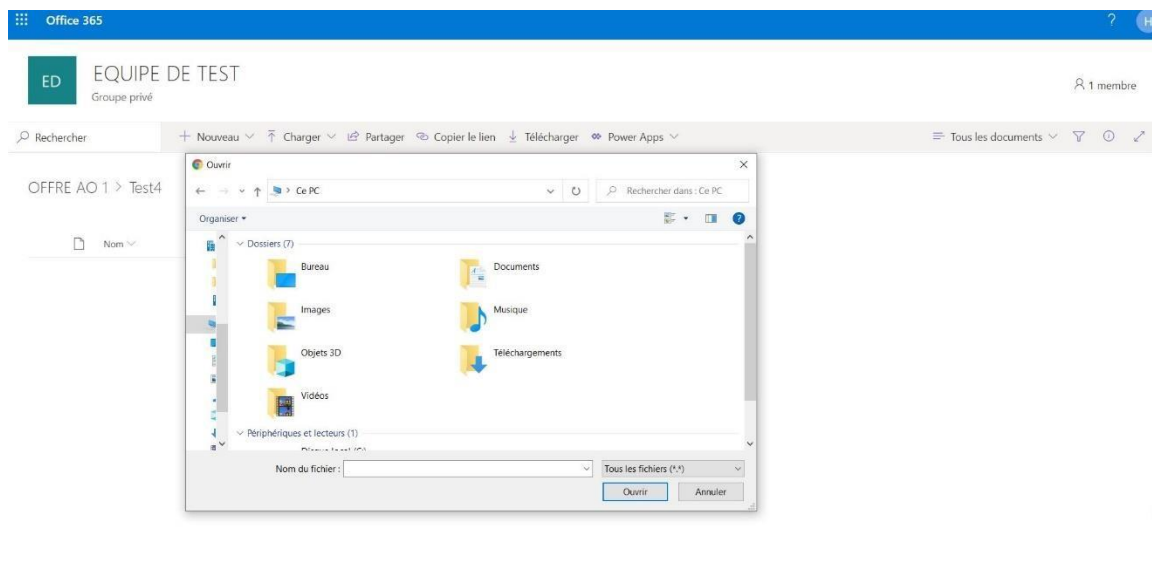 Office 365
?
H
ED
EQUIPE DE TEST
Groupe privé
1 membre
Rechercher
Nouveau
Charger
Partager
Copier le lien
Télécharger
Power Apps
Tous les documents
OFFRE AO 1 > Test4
Nom
Ouvrir
Ce PC
Rechercher dans : Ce PC
Organiser
?
Dossiers (7)
Bureau
Documents
Images
Musique
Objets 3D
Téléchargements
Vidéos
Périphériques et lecteurs (1)
Nom du fichier :
Tous les fichiers (*.*)
Ouvrir
Annuler